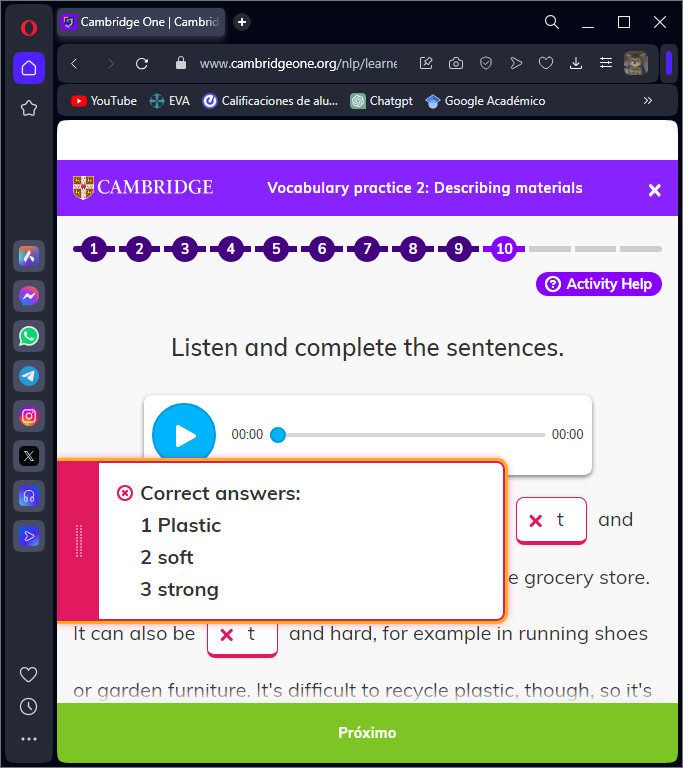 Cambridge One | Cambrid
www.cambridgeone.org/nlp/learne
YouTube
EVA
Calificaciones de alu...
Chatgpt
Google Académico
CAMBRIDGE
Vocabulary practice 2: Describing materials
1 2 3 4 5 6 7 8 9 10
Activity Help
Listen and complete the sentences.
00:00
00:00
Correct answers:
1 Plastic
2 soft
3 strong
t and
e grocery store.
It can also be t and hard, for example in running shoes
or garden furniture. It's difficult to recycle plastic, though, so it's
Próximo